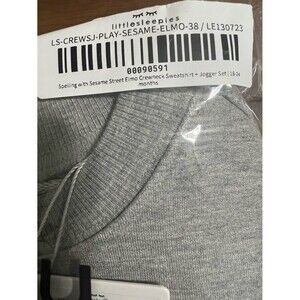 littlesleepies
LS-CREWSJ-PLAY-SESAME-ELMO-38 / LE130723
00090591
Spelling with Sesame Street Elmo Crewneck Sweatshirt + Jogger Set | 18-24
months